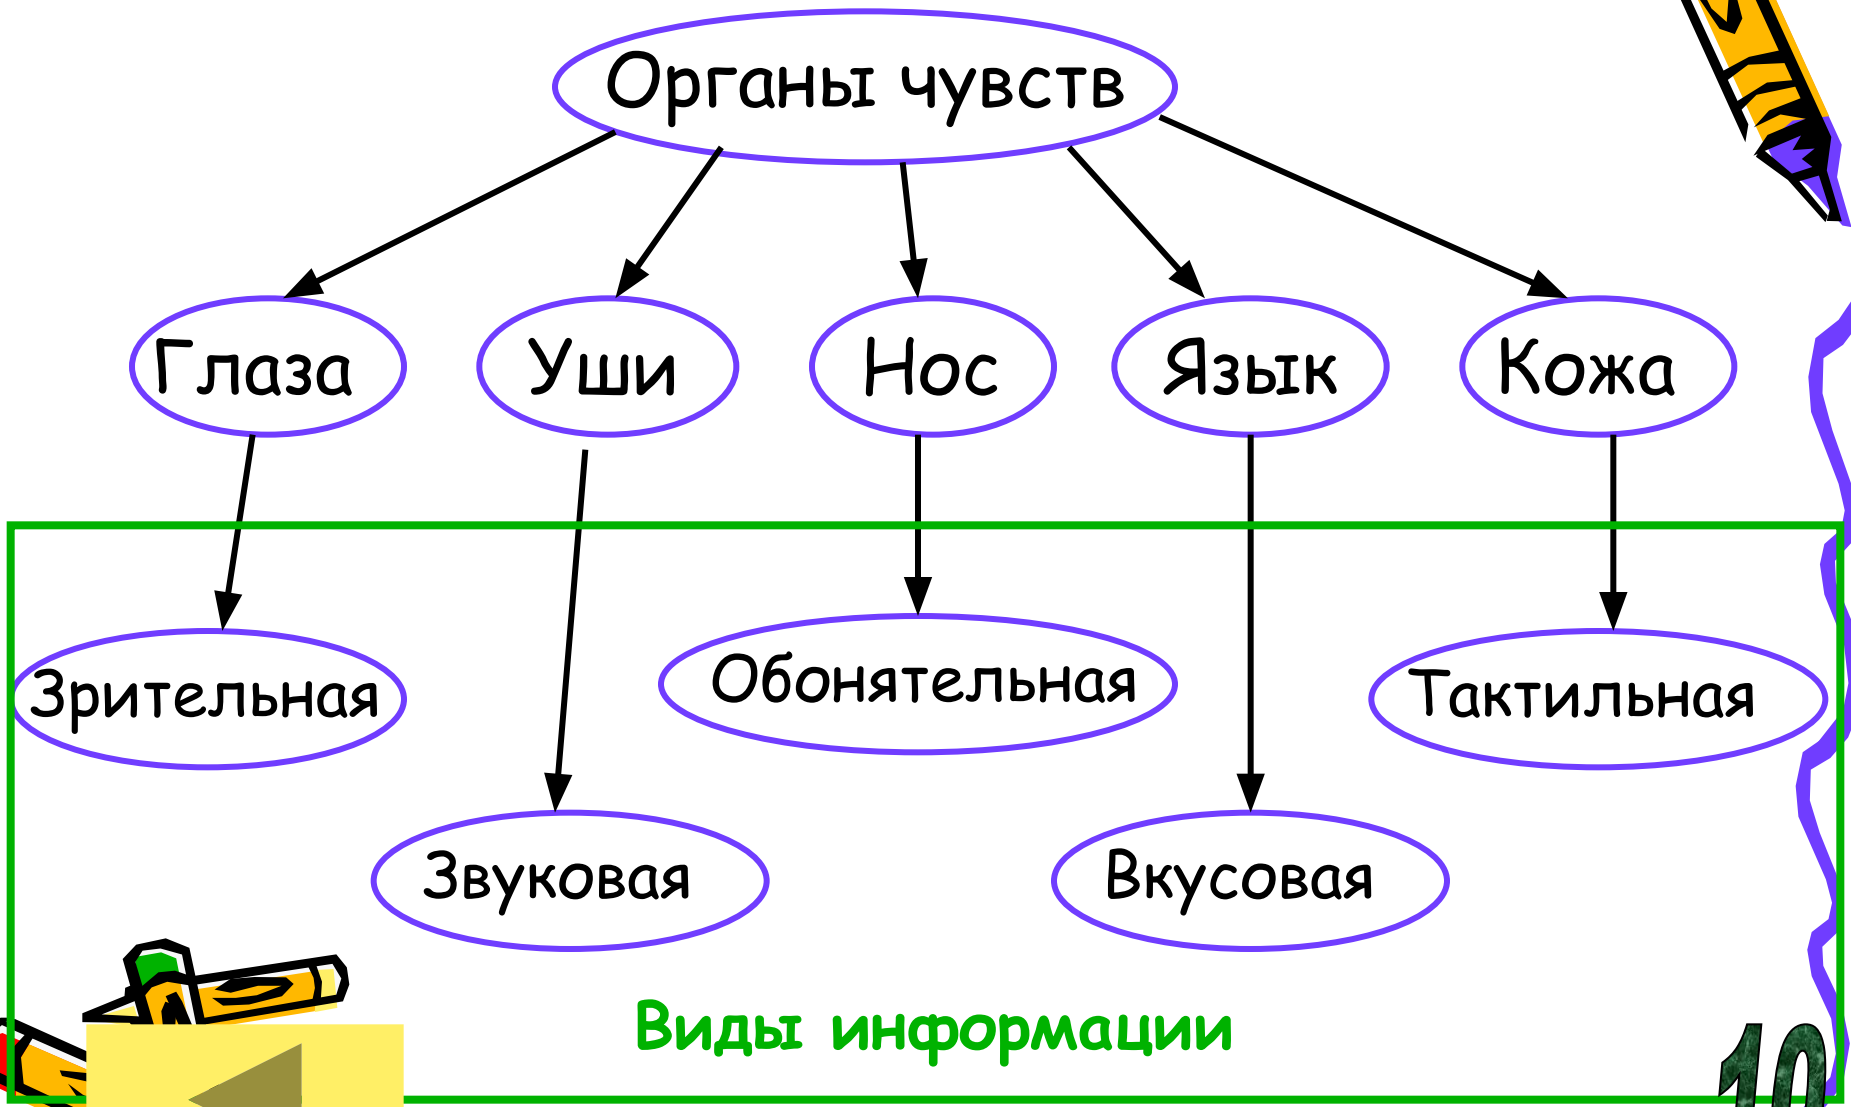 Органы чувств
Глаза
Уши
Нос
Язык
Кожа
Зрительная
Обонятельная
Тактильная
Звуковая
Вкусовая
Виды информации
10